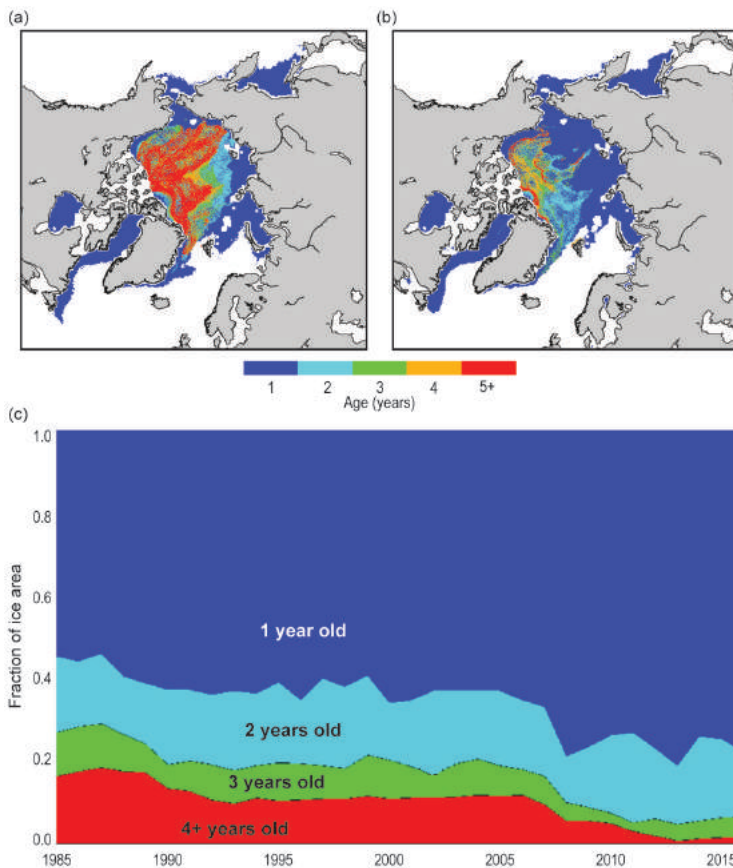 (a) (b)
1 2 3 4 5+
Age (years)
(c)
1.0
0.8
0.6
0.4
0.2
0.0
Fraction of ice area
1 year old
2 years old
3 years old
4+ years old
1985 1990 1995 2000 2005 2010 2015